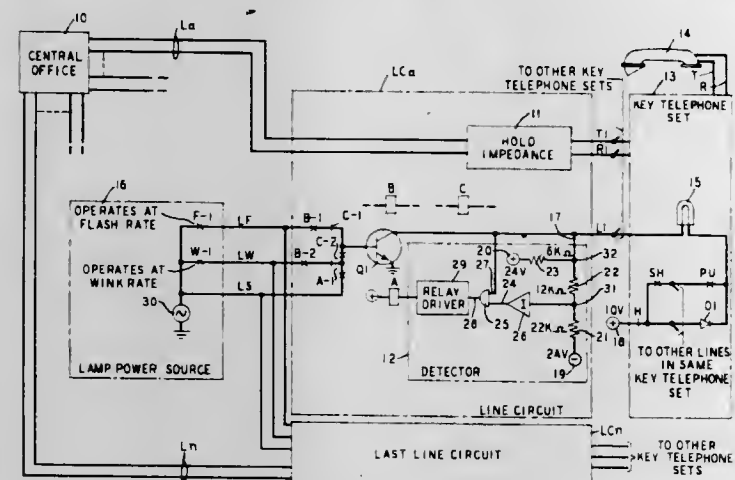 10
La
CENTRAL
OFFICE
LCa
TO OTHER KEY
TELEPHONE
SETS
14
T
R
13
KEY TELEPHONE
SET
11
HOLD
IMPEDANCE
T1
R1
16
OPERATES AT
FLASH RATE
F-1
LF
B-1
C-1
B
C
17
L1
15
W-1
LW
B-2
C-2
OPERATES AT
WINK RATE
A-1
Q1
LS
30
LAMP POWER SOURCE
20
24V
27
6K
23
32
22
12K
31
29
A
RELAY
DRIVER
24
I
28
25
26
22K
21
24V
19
12
DETECTOR
LINE CIRCUIT
SH
PU
10V
H
18
D1
TO OTHER LINES
IN SAME
KEY TELEPHONE
SET
Ln
LCn
LAST LINE CIRCUIT
TO OTHER
KEY TELEPHONE
SETS